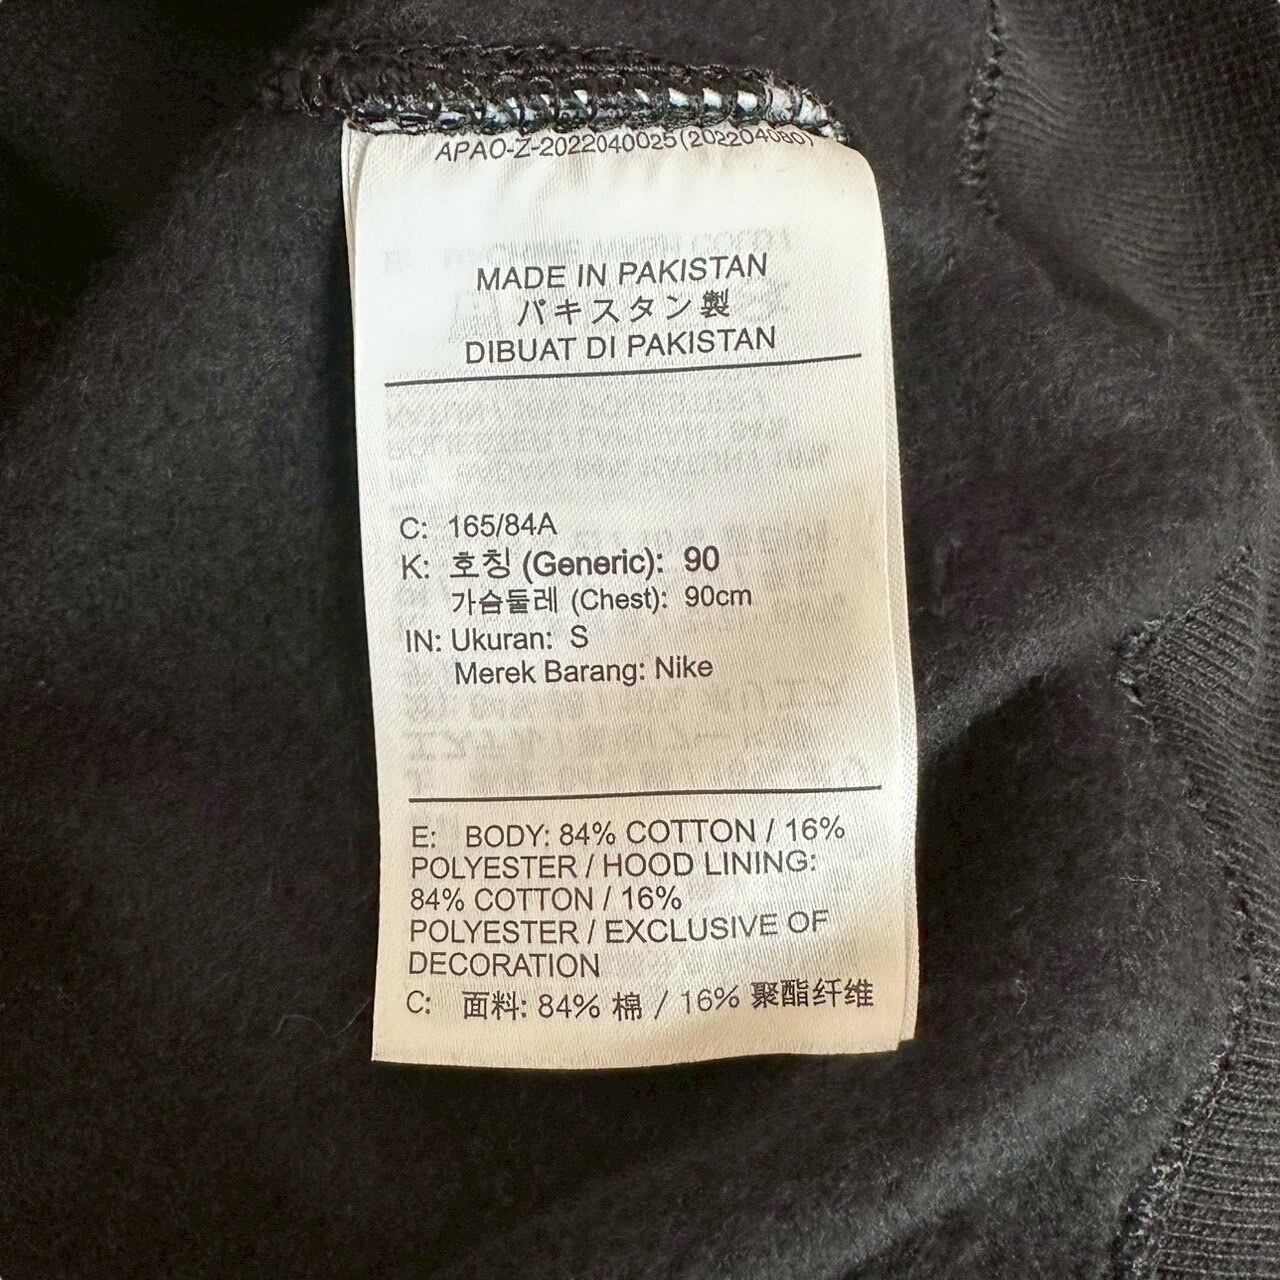 APAO-Z-2022040025(202204080)
MADE IN PAKISTAN
パキスタン製
DIBUAT DI PAKISTAN
C: 165/84A
K: 호칭 (Generic): 90
가슴둘레 (Chest): 90cm
IN: Ukuran: S
Merek Barang: Nike
E: BODY: 84% COTTON / 16%
POLYESTER / HOOD LINING:
84% COTTON / 16%
POLYESTER / EXCLUSIVE OF
DECORATION
C: 面料: 84% 棉 / 16% 聚酯纤维